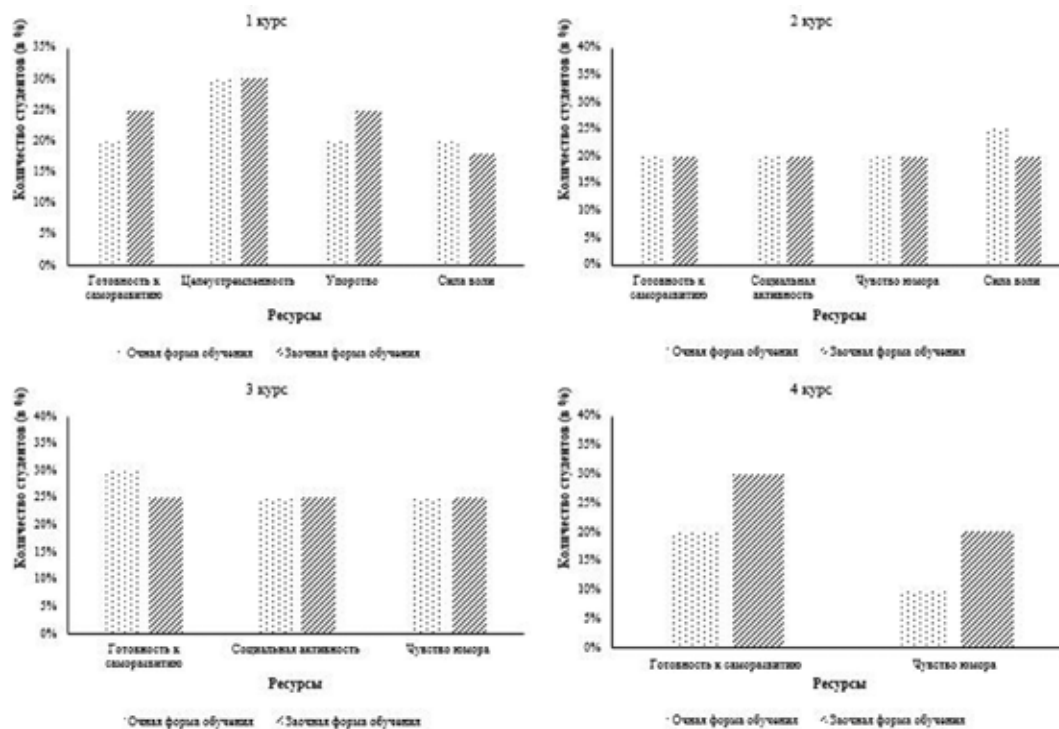 1 курс
Количество студентов (в %)
35%
30%
25%
20%
15%
10%
5%
0%
Готовность к
саморазвитию
Целеустремленность
Упорство
Сила воли
Ресурсы
Очная форма обучения
Заочная форма обучения
2 курс
Количество студентов (в %)
40%
35%
30%
25%
20%
15%
10%
5%
0%
Готовность к
саморазвитию
Социальная
активность
Чувство юмора
Сила воли
Ресурсы
Очная форма обучения
Заочная форма обучения
3 курс
Количество студентов (в %)
40%
35%
30%
25%
20%
15%
10%
5%
0%
Готовность к
саморазвитию
Социальная активность
Чувство юмора
Ресурсы
Очная форма обучения
Заочная форма обучения
4 курс
Количество студентов (в %)
40%
35%
30%
25%
20%
15%
10%
5%
0%
Готовность к саморазвитию
Чувство юмора
Ресурсы
Очная форма обучения
Заочная форма обучения